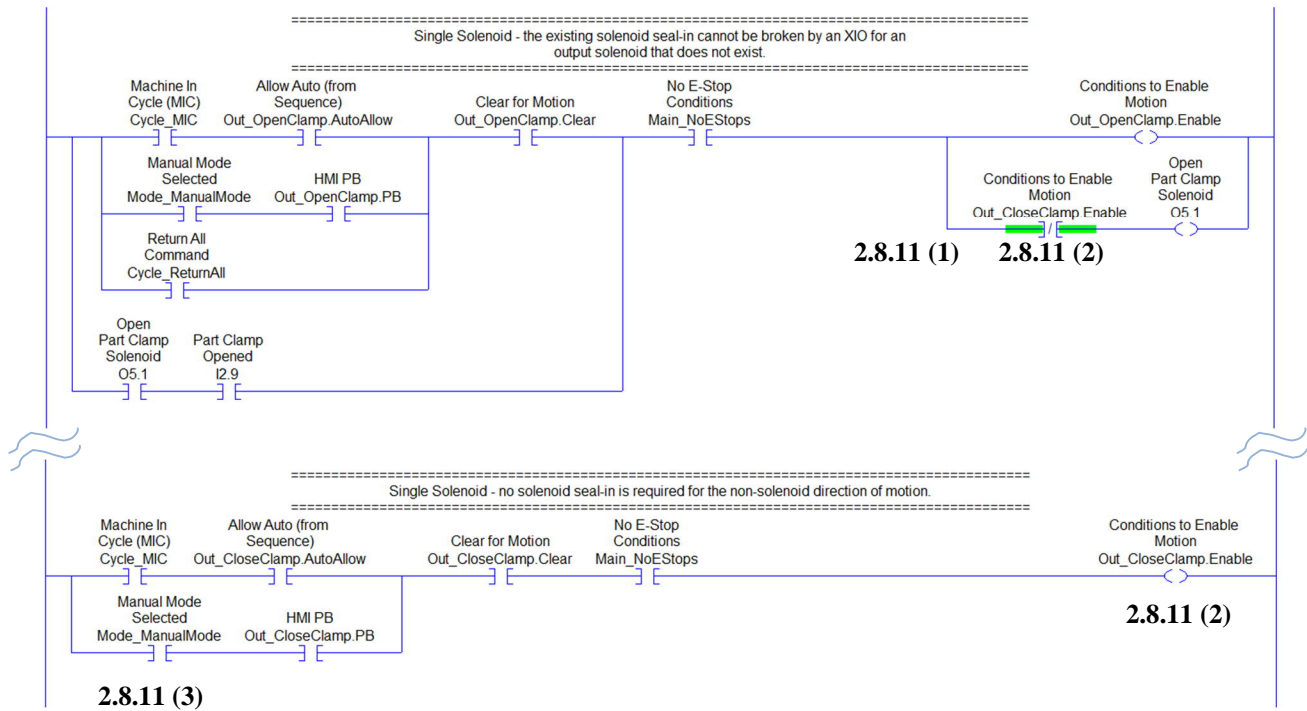 ==========================================================================================
Single Solenoid - the existing solenoid seal-in cannot be broken by an XIO for an
output solenoid that does not exist.
==========================================================================================
Machine In
Cycle (MIC)
Cycle_MIC
Allow Auto (from
Sequence)
Out_OpenClamp.AutoAllow
Clear for Motion
Out_OpenClamp.Clear
No E-Stop
Conditions
Main_NoEStops
Conditions to Enable
Motion
Out_OpenClamp.Enable
Manual Mode
Selected
Mode_ManualMode
HMI PB
Out_OpenClamp.PB
Conditions to Enable
Motion
Out_CloseClamp.Enable
Open
Part Clamp
Solenoid
O5.1
2.8.11 (1)
2.8.11 (2)
Return All
Command
Cycle_ReturnAll
Open
Part Clamp
Solenoid
O5.1
Part Clamp
Opened
I2.9
==========================================================================================
Single Solenoid - no solenoid seal-in is required for the non-solenoid direction of motion.
==========================================================================================
Machine In
Cycle (MIC)
Cycle_MIC
Allow Auto (from
Sequence)
Out_CloseClamp.AutoAllow
Clear for Motion
Out_CloseClamp.Clear
No E-Stop
Conditions
Main_NoEStops
Conditions to Enable
Motion
Out_CloseClamp.Enable
Manual Mode
Selected
Mode_ManualMode
HMI PB
Out_CloseClamp.PB
2.8.11 (2)
2.8.11 (3)